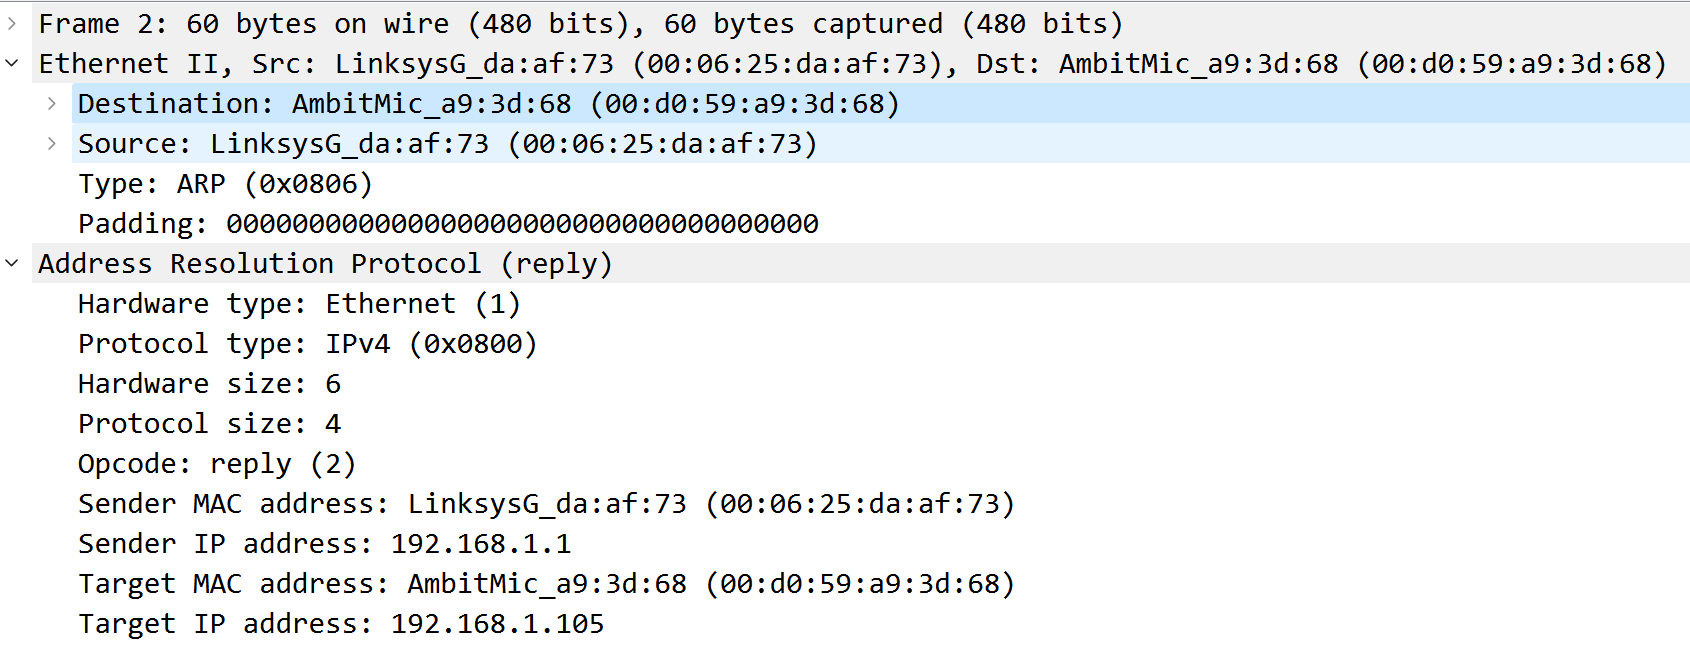 Frame 2: 60 bytes on wire (480 bits), 60 bytes captured (480 bits)
Ethernet II, Src: LinksysG_da:af:73 (00:06:25:da:af:73), Dst: AmbitMic_a9:3d:68 (00:d0:59:a9:3d:68)
Destination: AmbitMic_a9:3d:68 (00:d0:59:a9:3d:68)
Source: LinksysG_da:af:73 (00:06:25:da:af:73)
Type: ARP (0x0806)
Padding: 000000000000000000000000000000000000
Address Resolution Protocol (reply)
Hardware type: Ethernet (1)
Protocol type: IPv4 (0x0800)
Hardware size: 6
Protocol size: 4
Opcode: reply (2)
Sender MAC address: LinksysG_da:af:73 (00:06:25:da:af:73)
Sender IP address: 192.168.1.1
Target MAC address: AmbitMic_a9:3d:68 (00:d0:59:a9:3d:68)
Target IP address: 192.168.1.105